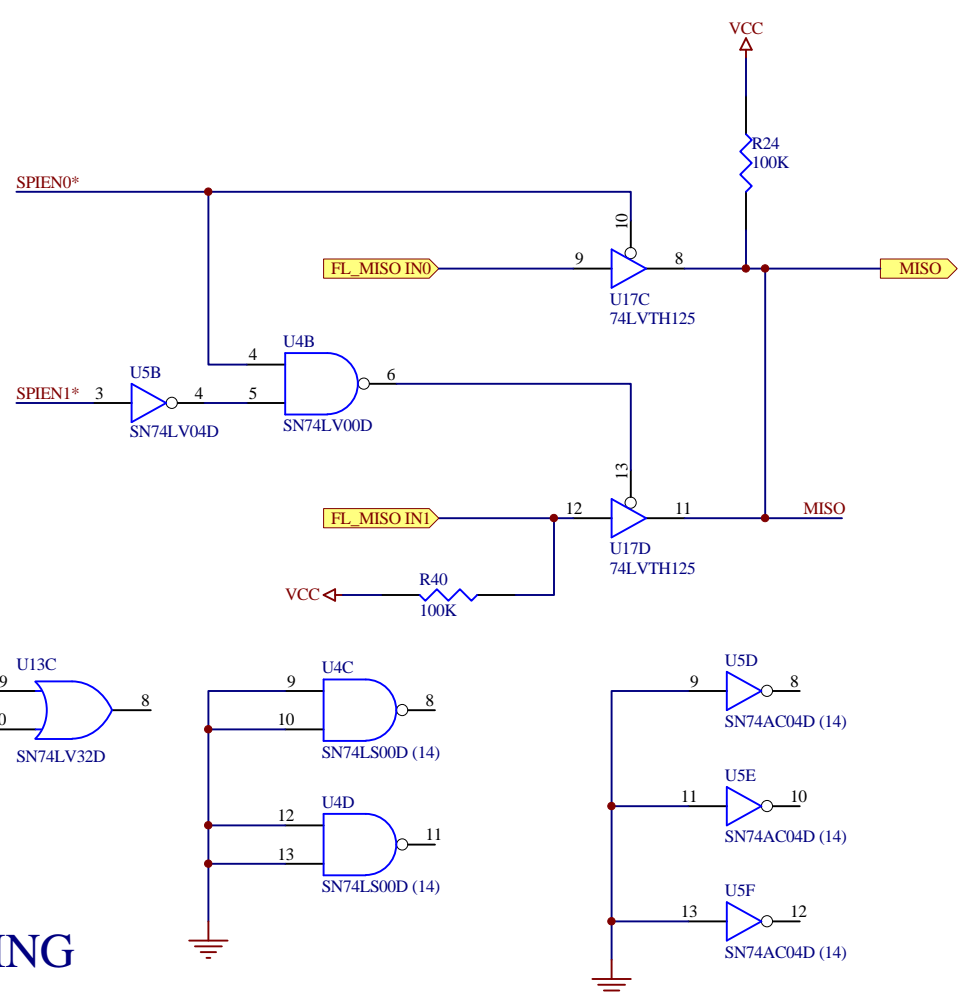 VCC
R24
100K
SPIEN0*
10
FL_MISO IN0
9
8
MISO
U17C
74LVTH125
U4B
4
6
U5B
SPIEN1*
3
4
5
SN74LV04D
SN74LV00D
13
FL_MISO IN1
12
11
MISO
U17D
74LVTH125
R40
VCC
100K
U13C
9
8
0
SN74LV32D
U4C
9
8
10
SN74LS00D (14)
U4D
12
11
13
SN74LS00D (14)
U5D
9
8
SN74AC04D (14)
U5E
11
10
SN74AC04D (14)
U5F
13
12
SN74AC04D (14)
ING